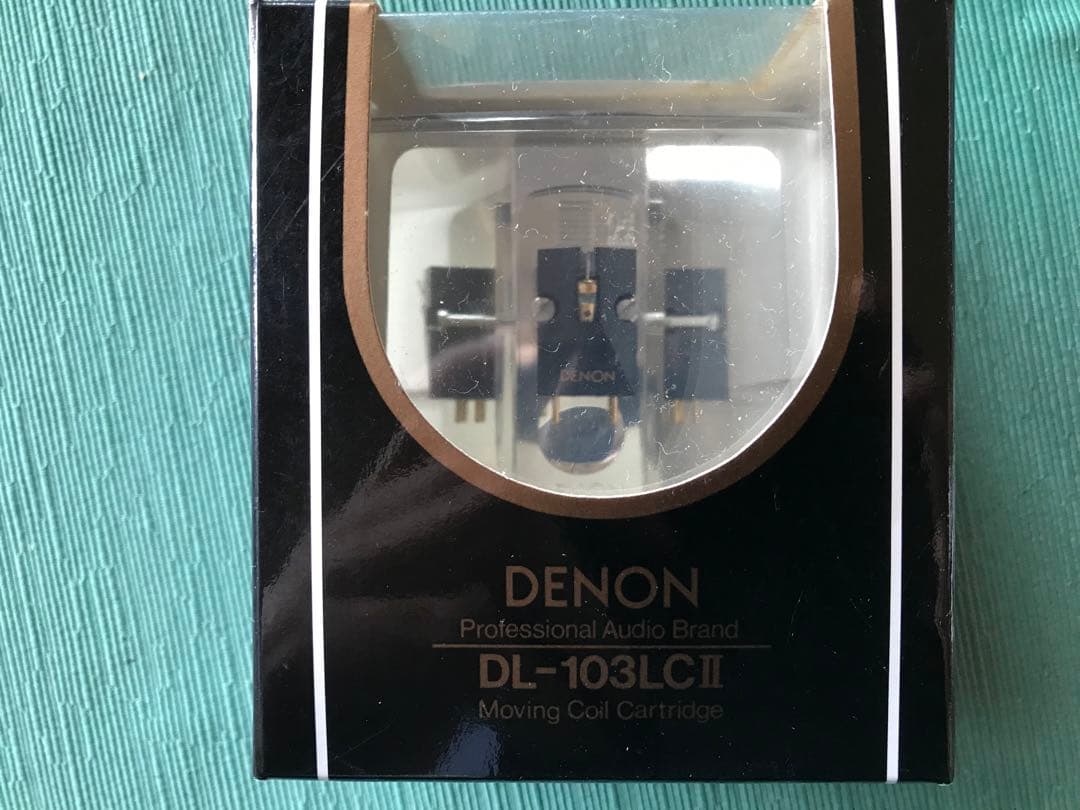 DENON
DENON
Professional Audio Brand
DL-103LCII
Moving Coil Cartridge